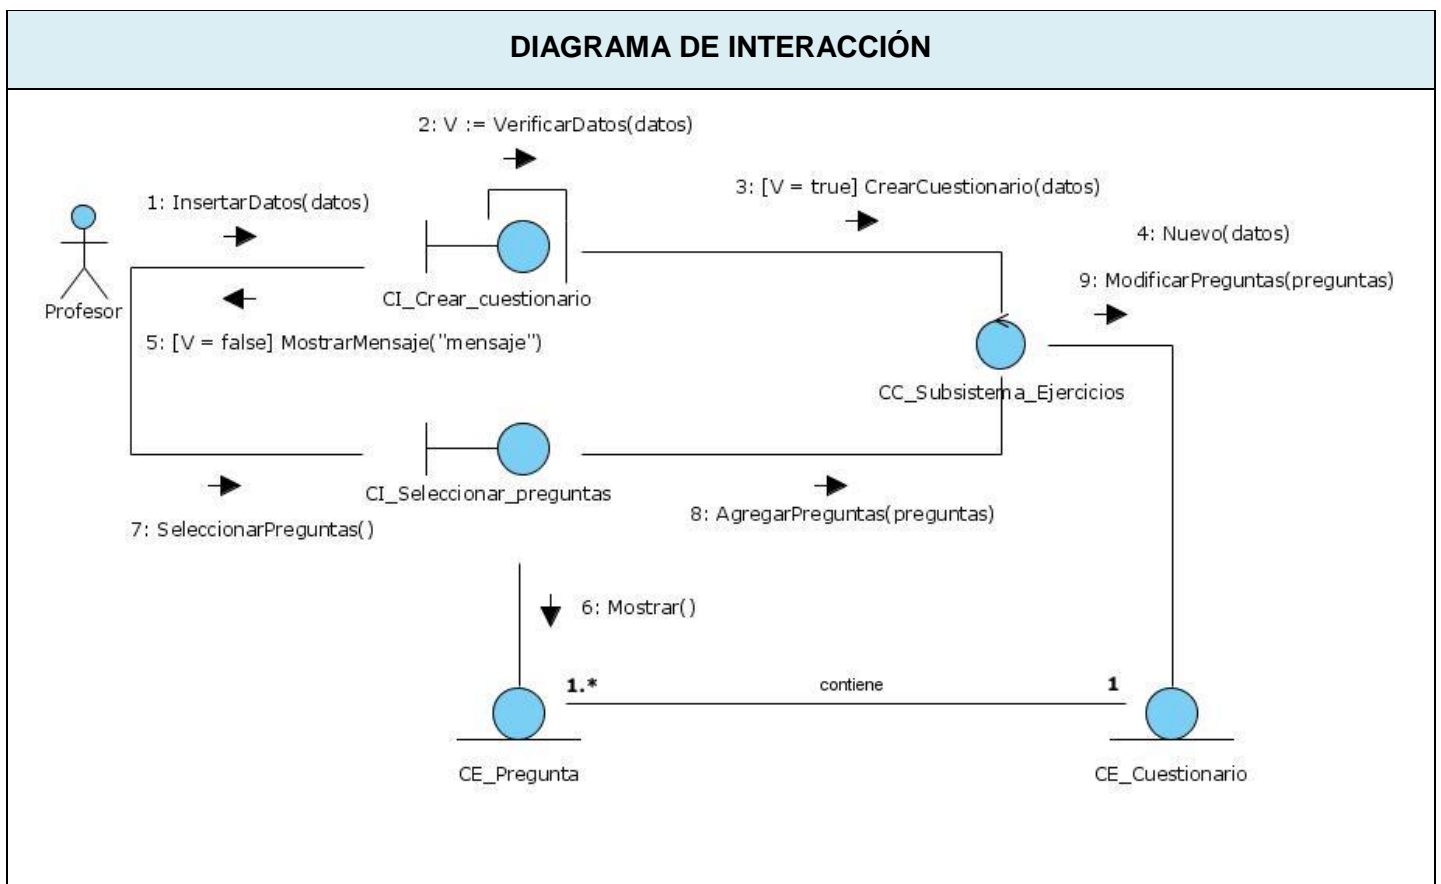 DIAGRAMA DE INTERACCIÓN
2: V := VerificarDatos(datos)
3: [V = true] CrearCuestionario(datos)
1: InsertarDatos(datos)
4: Nuevo(datos)
9: ModificarPreguntas(preguntas)
CI_Crear_cuestionario
Profesor
5: [V = false] MostrarMensaje("mensaje")
CC_Subsistema_Ejercicios
CI_Seleccionar_preguntas
8: AgregarPreguntas(preguntas)
7: SeleccionarPreguntas()
6: Mostrar()
1.*
contiene
1
CE_Pregunta
CE_Cuestionario